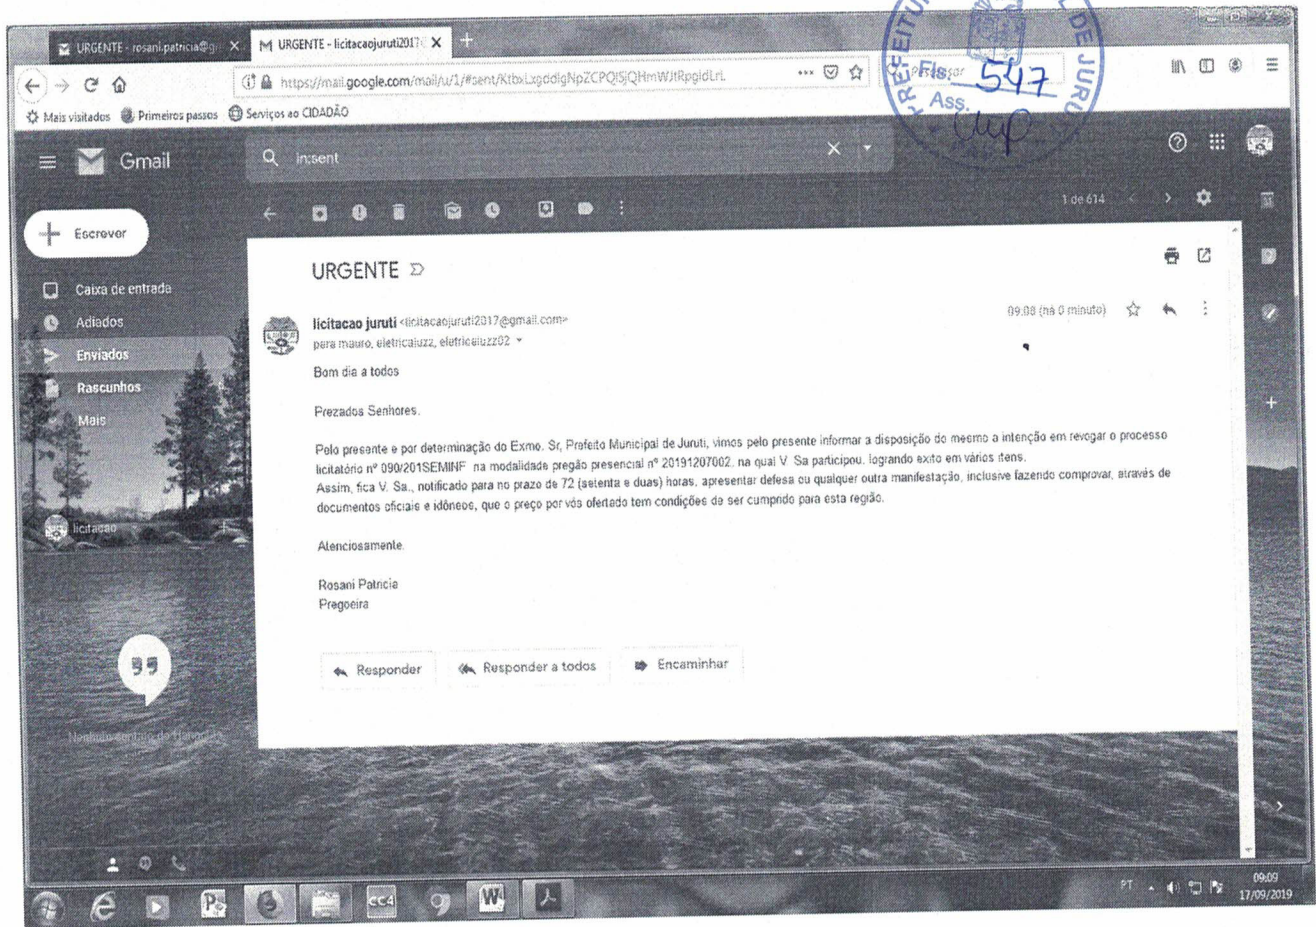 URGENTE - rosani.patricia@g
URGENTE - licitacaojuruti2017
https://mail.google.com/mail/u/1/#sent/KtbxLxgddlgNpZCPQlSjQHmWJtRpgidLrL
Pesquisar
Mais visitados Primeiros passos Serviços ao CIDADÃO
PREFEITUR
L DE JURU
Fls. 547
Ass.
Gmail
in:sent
1 de 614
Escrever
Caixa de entrada
Adiados
Enviados
Rascunhos
Mais
licitacao
URGENTE
licitacao juruti <licitacaojuruti2017@gmail.com>
09:08 (há 0 minuto)
para mauro, eletricaluzz, eletricaluzz02
Bom dia a todos
Prezados Senhores.
Pelo presente e por determinação do Exmo. Sr, Prefeito Municipal de Juruti, vimos pelo presente informar a disposição do mesmo a intenção em revogar o processo
licitatório nº 090/201SEMINF na modalidade pregão presencial nº 20191207002, na qual V. Sa participou, logrando exito em vários itens.
Assim, fica V. Sa., notificado para no prazo de 72 (setenta e duas) horas, apresentar defesa ou qualquer outra manifestação, inclusive fazendo comprovar, através de
documentos oficiais e idôneos, que o preço por vós ofertado tem condições de ser cumprido para esta região.
Atenciosamente.
Rosani Patricia
Pregoeira
Responder
Responder a todos
Encaminhar
cc4
PT
09:09
17/09/2019